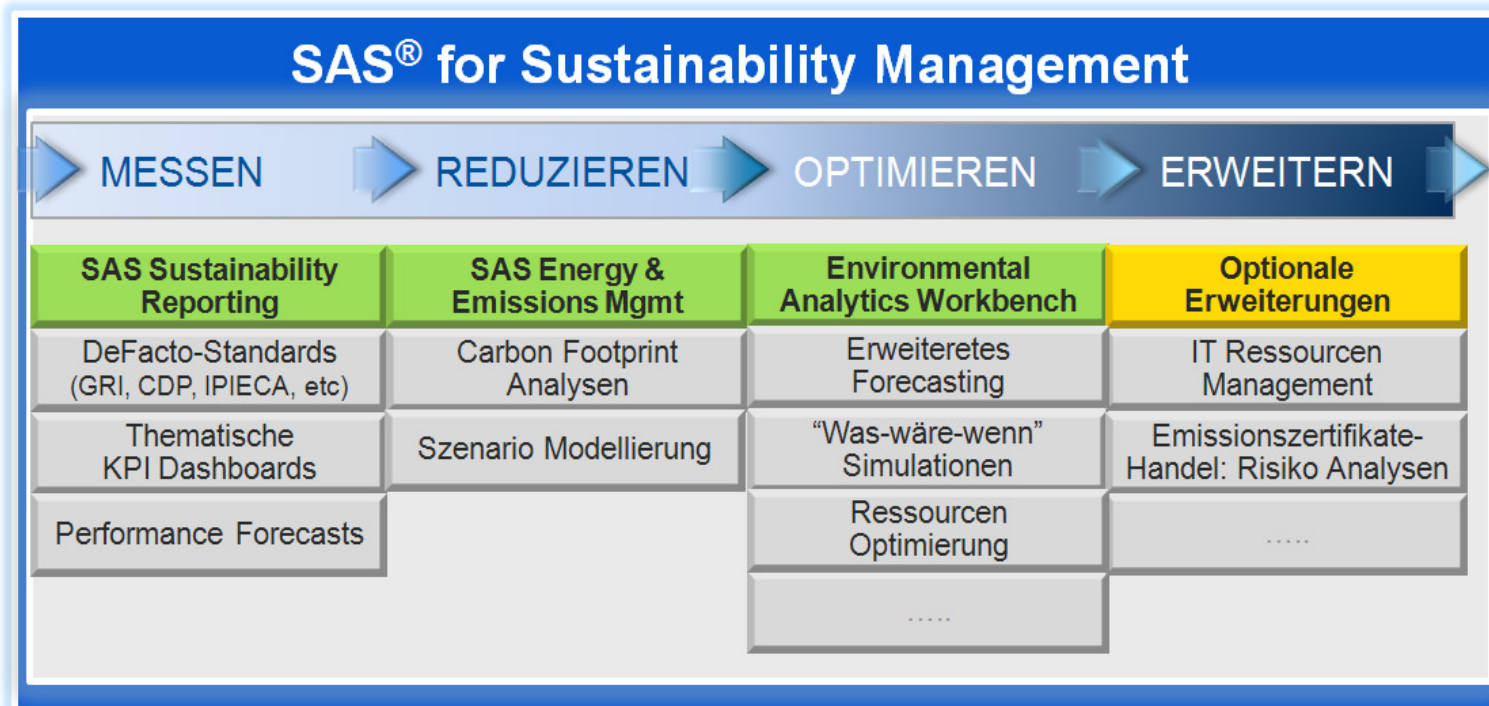 SAS® for Sustainability Management
MESSEN
REDUZIEREN
OPTIMIEREN
ERWEITERN
SAS Sustainability
Reporting
DeFacto-Standards
(GRI, CDP, IPIECA, etc)
Thematische
KPI Dashboards
Performance Forecasts
SAS Energy &
Emissions Mgmt
Carbon Footprint
Analysen
Szenario Modellierung
Environmental
Analytics Workbench
Erweiteretes
Forecasting
“Was-wäre-wenn”
Simulationen
Ressourcen
Optimierung
.....
Optionale
Erweiterungen
IT Ressourcen
Management
Emissionszertifikate-
Handel: Risiko Analysen
.....